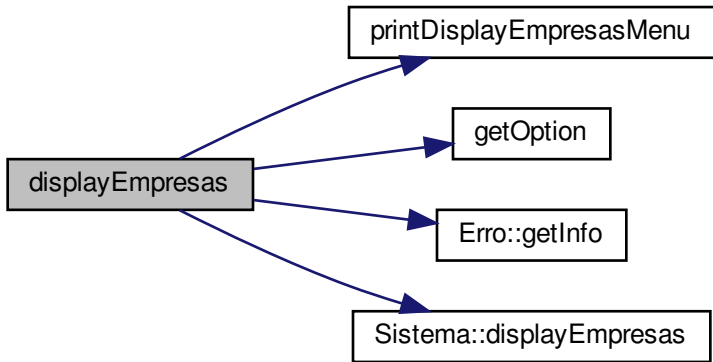 printDisplayEmpresasMenu
getOption
displayEmpresas
Erro::getInfo
Sistema::displayEmpresas